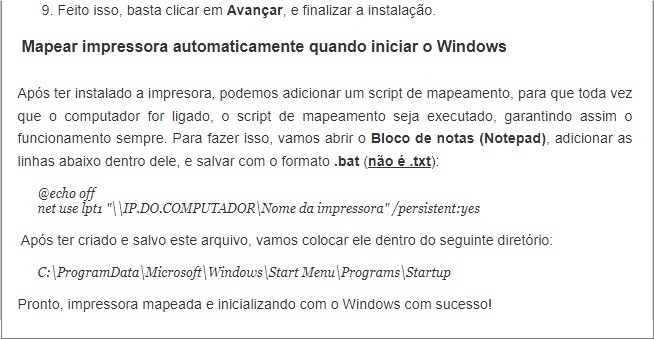 9. Feito isso, basta clicar em Avançar, e finalizar a instalação.
Mapear impressora automaticamente quando iniciar o Windows
Após ter instalado a impresora, podemos adicionar um script de mapeamento, para que toda vez
que o computador for ligado, o script de mapeamento seja executado, garantindo assim o
funcionamento sempre. Para fazer isso, vamos abrir o Bloco de notas (Notepad), adicionar as
linhas abaixo dentro dele, e salvar com o formato .bat (não é .txt):
@echo off
net use lpt1 "\\IP.DO.COMPUTADOR\Nome da impressora" /persistent:yes
Após ter criado e salvo este arquivo, vamos colocar ele dentro do seguinte diretório:
C:\ProgramData\Microsoft\Windows\Start Menu\Programs\Startup
Pronto, impressora mapeada e inicializando com o Windows com sucesso!